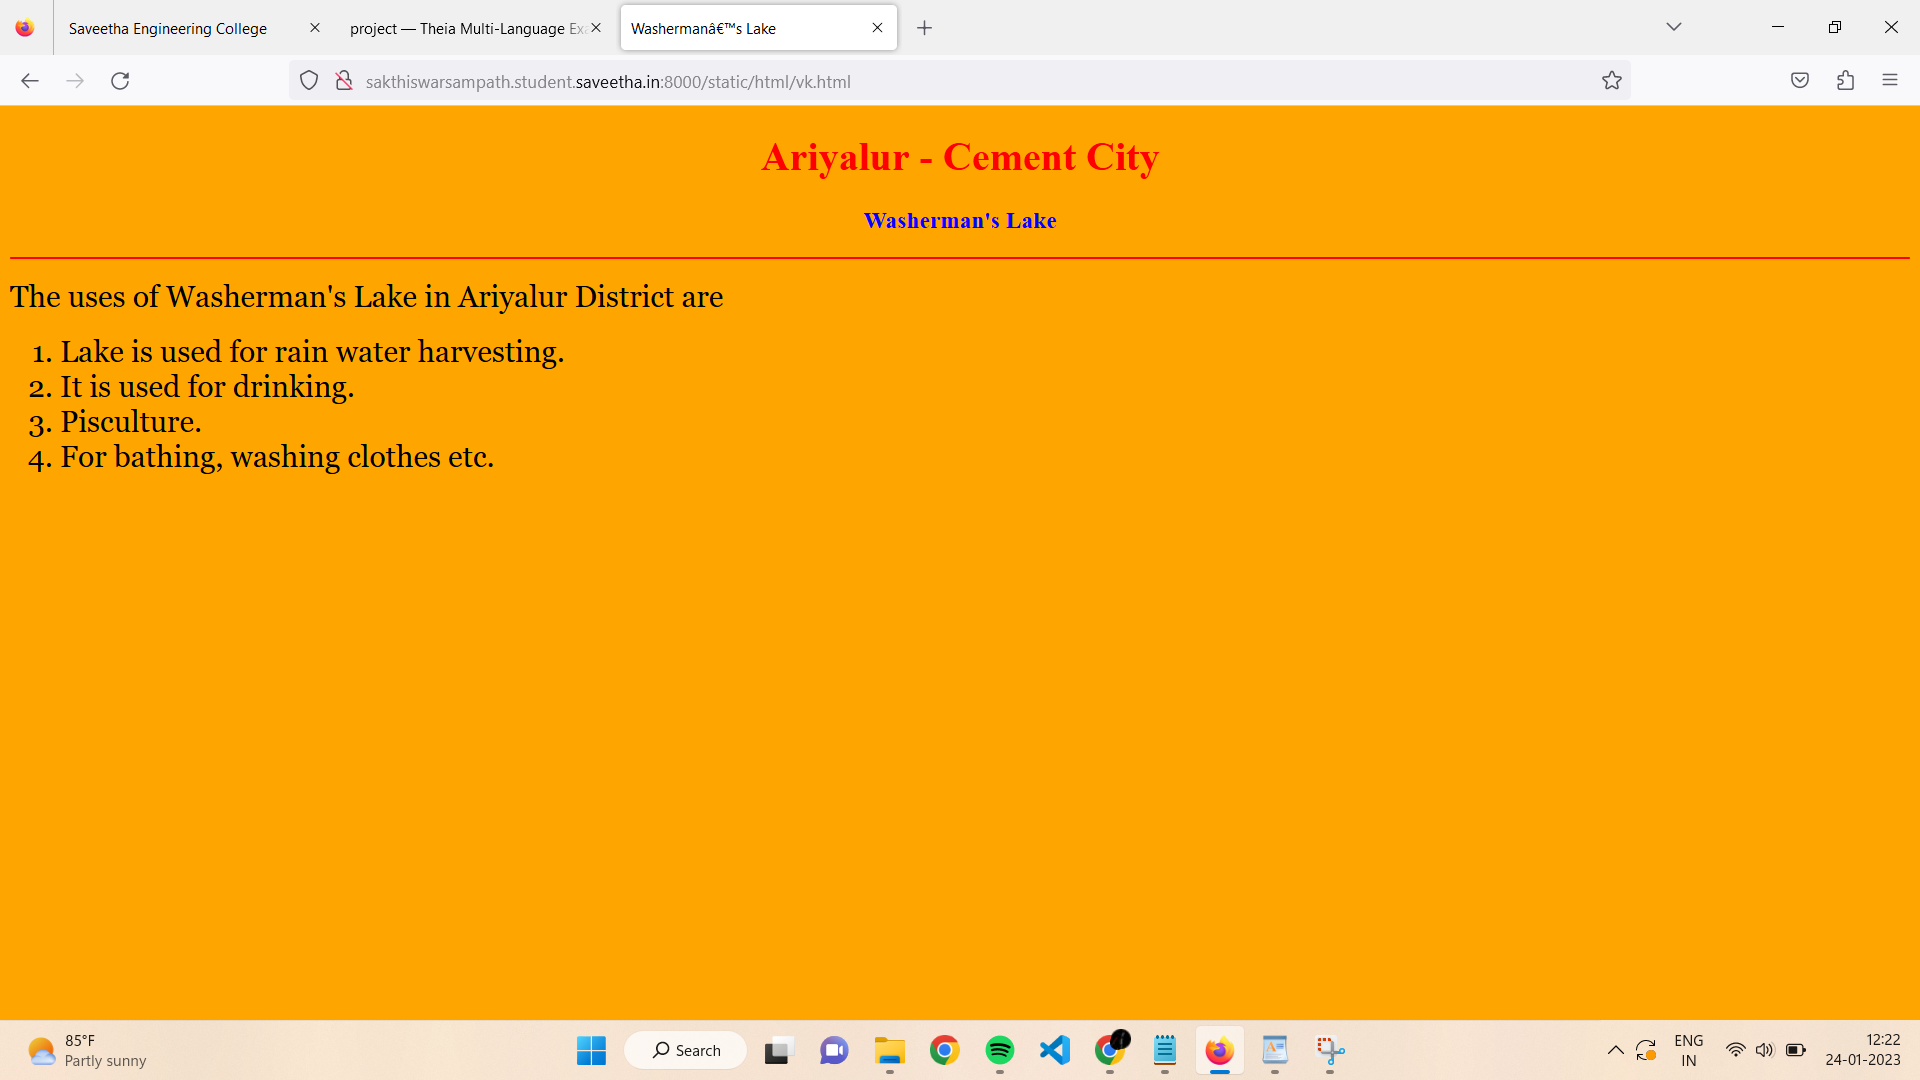 Saveetha Engineering College
project — Theia Multi-Language Exa
Washermanâ€™s Lake
sakthiswarsampath.student.saveetha.in:8000/static/html/vk.html
Ariyalur - Cement City
Washerman's Lake
The uses of Washerman's Lake in Ariyalur District are
1. Lake is used for rain water harvesting.
2. It is used for drinking.
3. Pisculture.
4. For bathing, washing clothes etc.
85°F
Partly sunny
Search
ENG
IN
12:22
24-01-2023